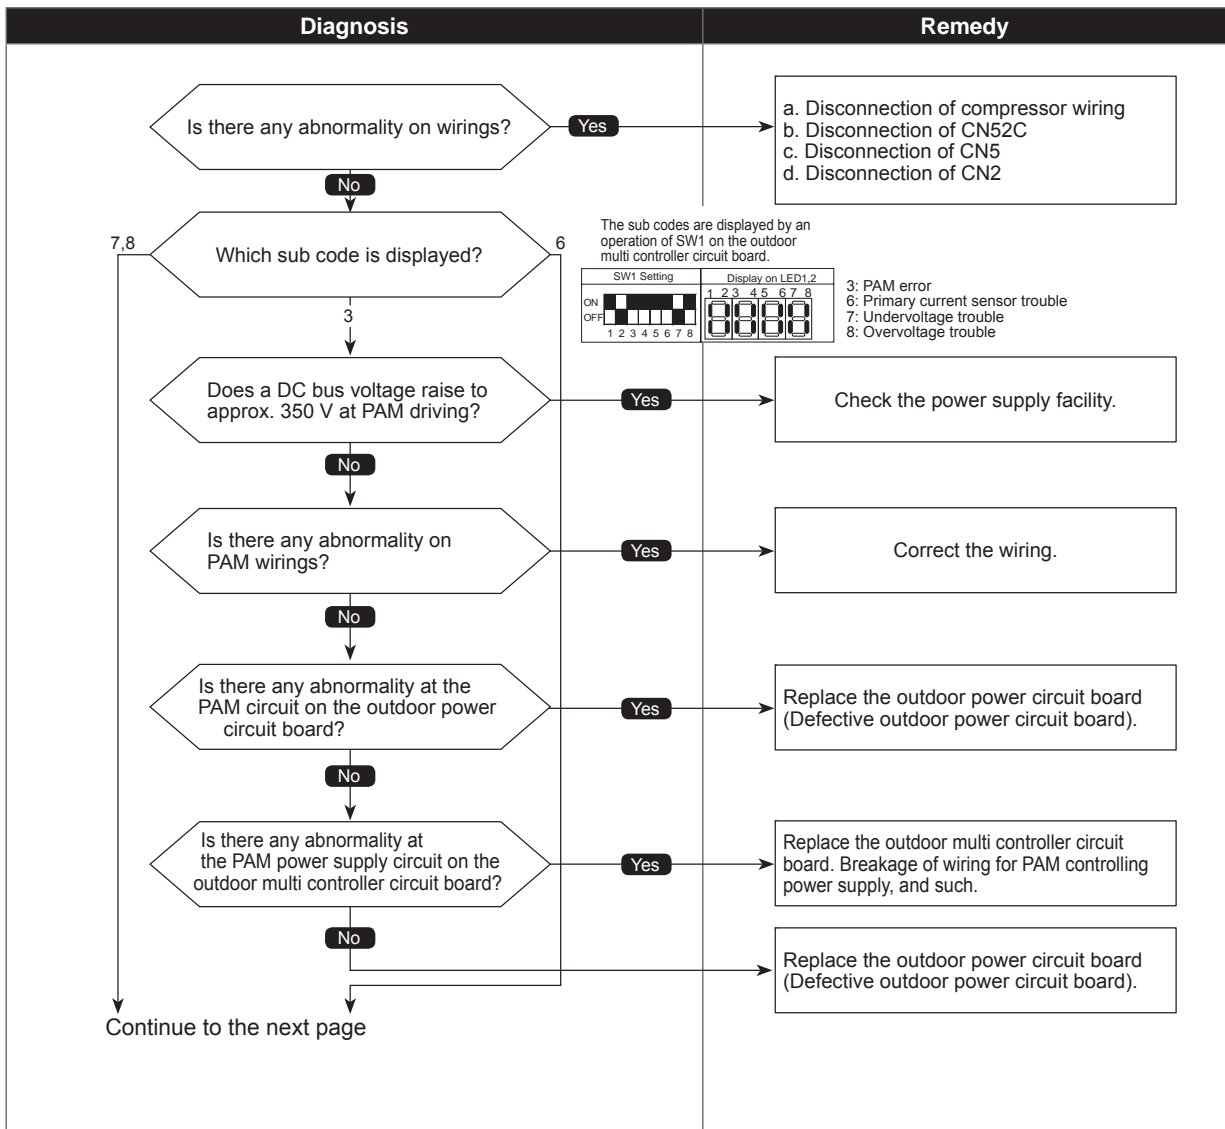 Diagnosis
Remedy
Is there any abnormality on wirings?
Yes
a. Disconnection of compressor wiring
b. Disconnection of CN52C
c. Disconnection of CN5
d. Disconnection of CN2
No
7,8
Which sub code is displayed?
6
The sub codes are displayed by an
operation of SW1 on the outdoor
multi controller circuit board.
SW1 Setting
Display on LED1,2
ON
OFF
1 2 3 4 5 6 7 8
1 2 3 4 5 6 7 8
3: PAM error
6: Primary current sensor trouble
7: Undervoltage trouble
8: Overvoltage trouble
3
Does a DC bus voltage raise to
approx. 350 V at PAM driving?
Yes
Check the power supply facility.
No
Is there any abnormality on
PAM wirings?
Yes
Correct the wiring.
No
Is there any abnormality at the
PAM circuit on the outdoor power
circuit board?
Yes
Replace the outdoor power circuit board
(Defective outdoor power circuit board).
No
Is there any abnormality at
the PAM power supply circuit on the
outdoor multi controller circuit board?
Yes
Replace the outdoor multi controller circuit
board. Breakage of wiring for PAM controlling
power supply, and such.
No
Replace the outdoor power circuit board
(Defective outdoor power circuit board).
Continue to the next page